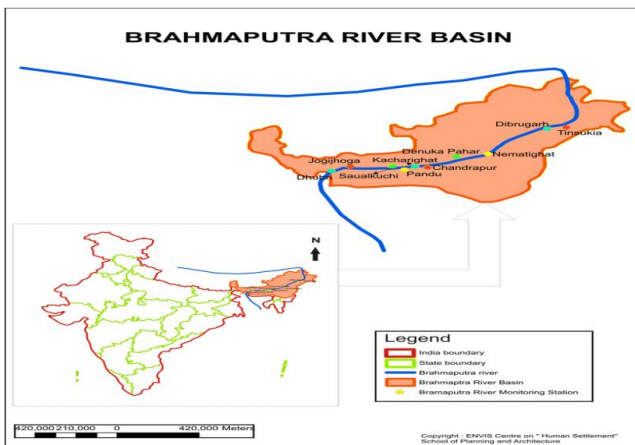 BRAHMAPUTRA RIVER BASIN
Dibrugarh
Tinsukia
Denuka Pahar
Nematighat
Jogijhoga
Kacharighat
Chandrapur
Dhubri
Saualkuchi
Pandu
N
Legend
India boundary
State boundary
Brahmaputra river
Brahmaptra River Basin
Bramaputra River Monitoring Station
420,000 210,000 0 420,000 Meters
Copyright : ENVIS Centre on " Human Settlement"
School of Planning and Architecture